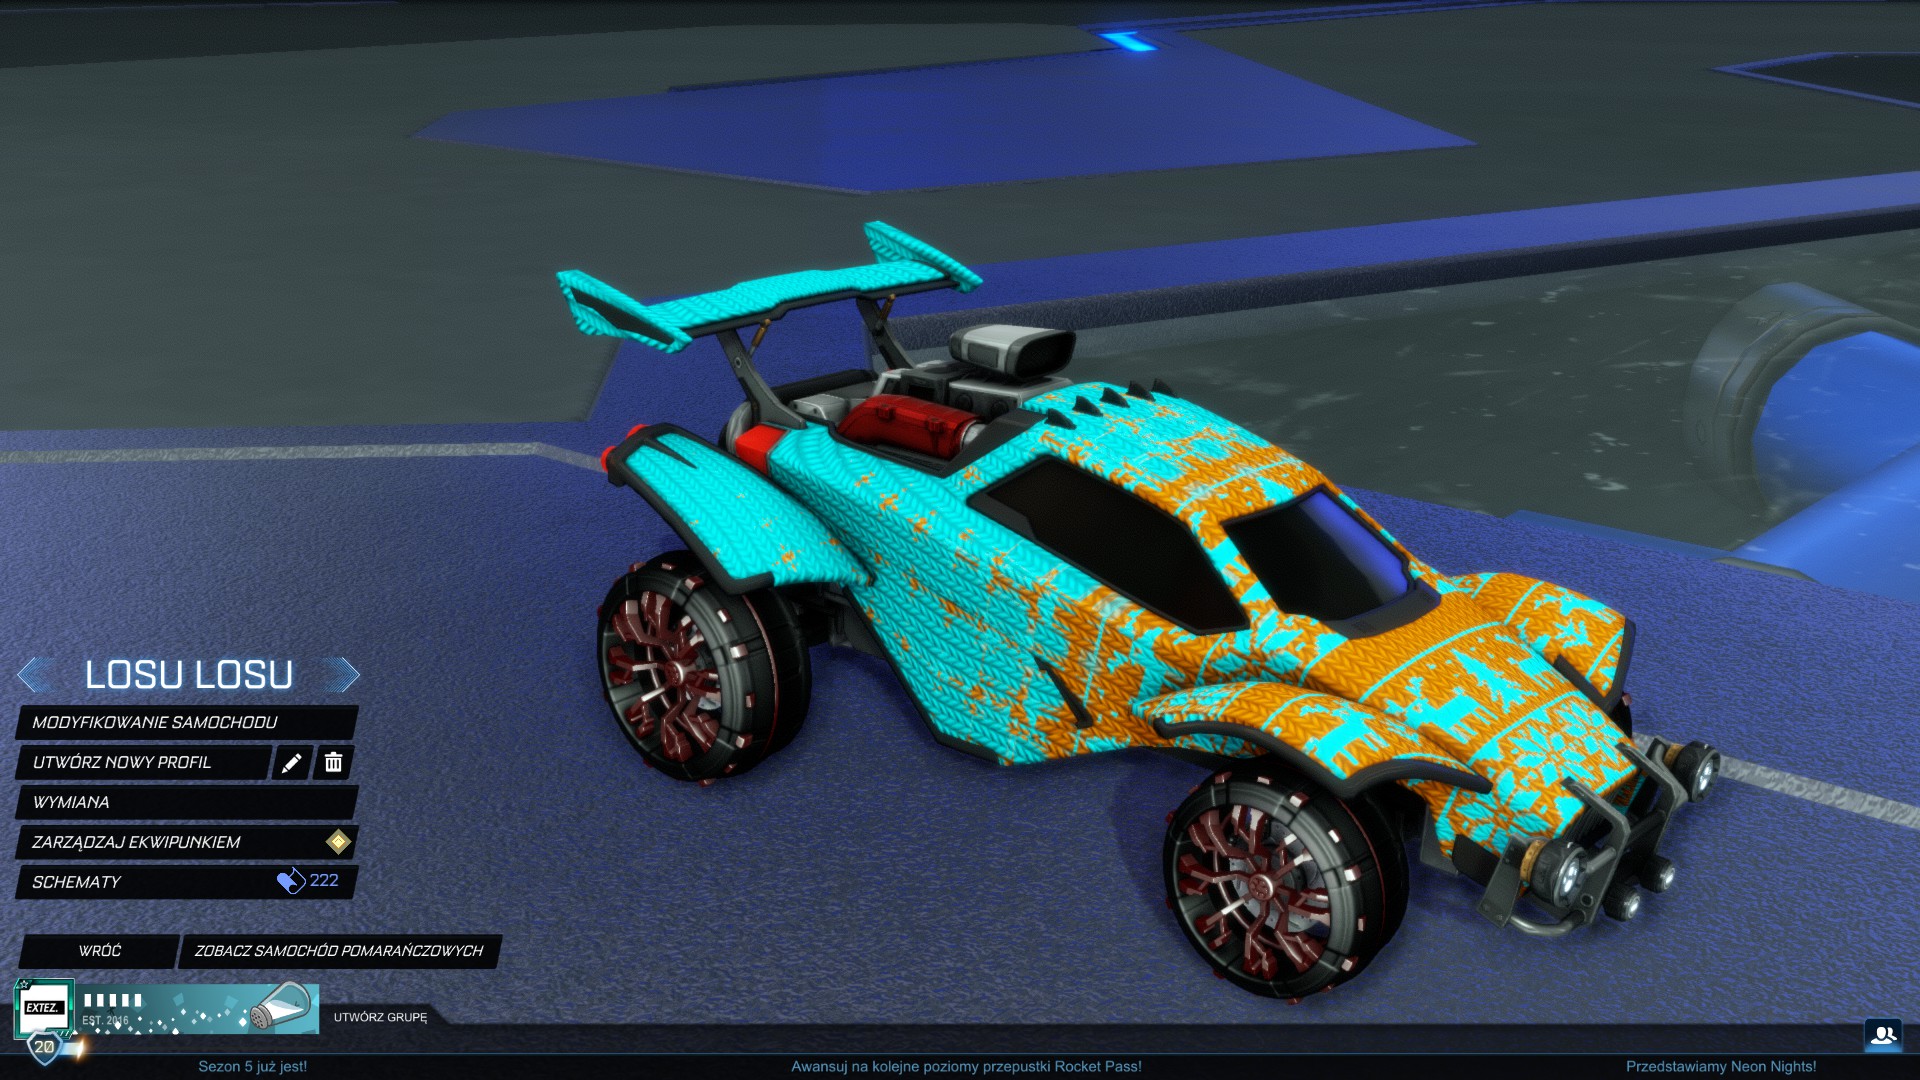 LOSU LOSU
MODYFIKOWANIE SAMOCHODU
UTWÓRZ NOWY PROFIL
WYMIANA
ZARZĄDZAJ EKWIPUNKIEM
SCHEMATY 222
WRÓĆ ZOBACZ SAMOCHÓD POMARAŃCZOWYCH
EXTEZ.
IIIII
EST. 2016
UTWÓRZ GRUPĘ
20
Sezon 5 już jest! Awansuj na kolejne poziomy przepustki Rocket Pass! Przedstawiamy Neon Nights!